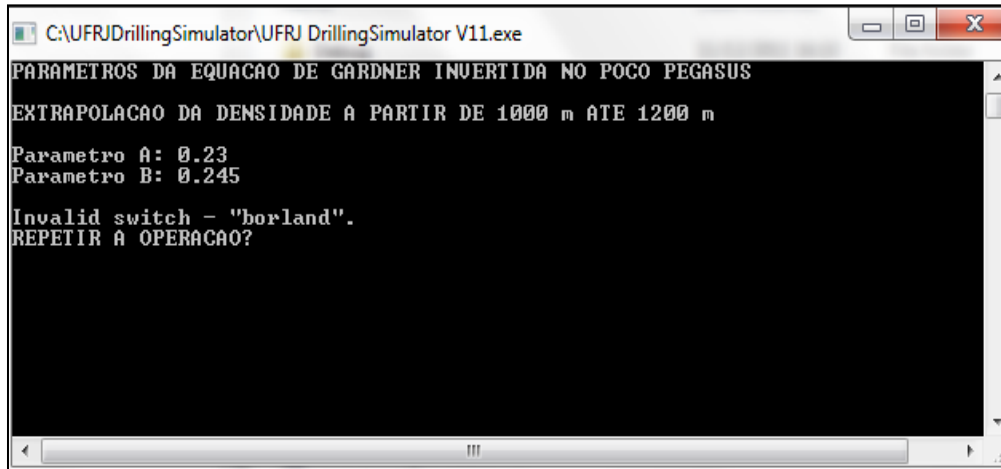 C:\UFRJDrillingSimulator\UFRJ DrillingSimulator V11.exe
PARAMETROS DA EQUACAO DE GARDNER INVERTIDA NO POCO PEGASUS
EXTRAPOLACAO DA DENSIDADE A PARTIR DE 1000 m ATE 1200 m
Parametro A: 0.23
Parametro B: 0.245
Invalid switch - "borland".
REPETIR A OPERACAO?